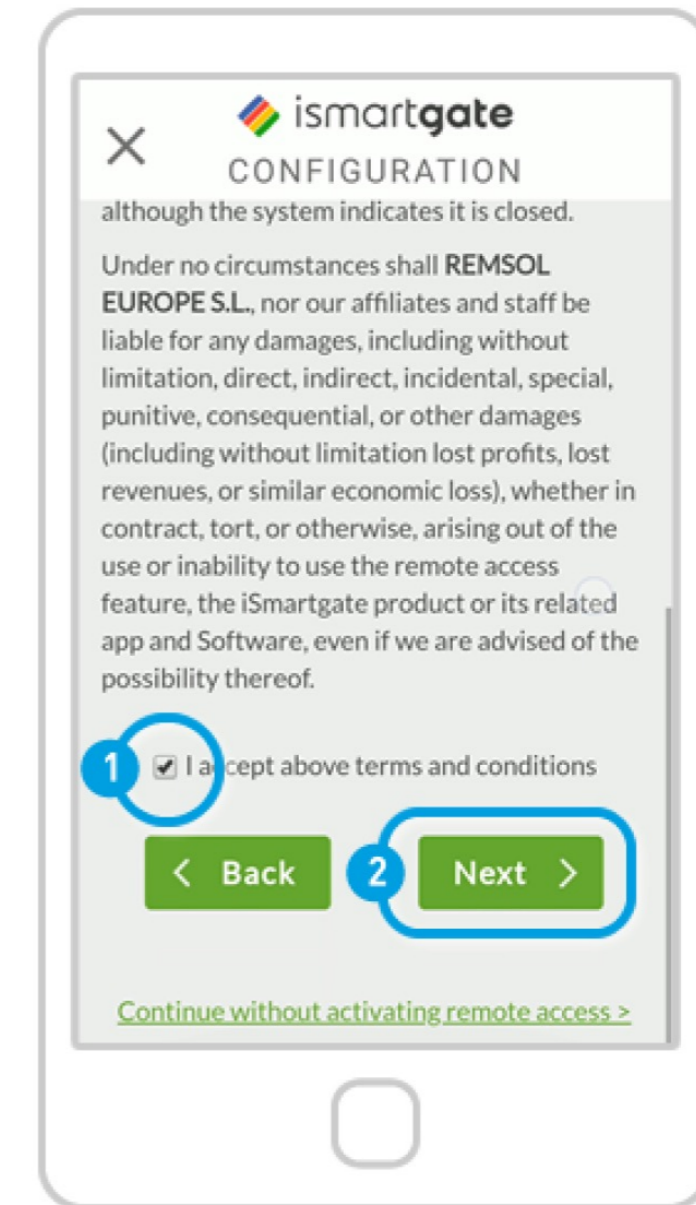 ismartgate
CONFIGURATION
although the system indicates it is closed.
Under no circumstances shall REMSOL
EUROPE S.L., nor our affiliates and staff be
liable for any damages, including without
limitation, direct, indirect, incidental, special,
punitive, consequential, or other damages
(including without limitation lost profits, lost
revenues, or similar economic loss), whether in
contract, tort, or otherwise, arising out of the
use or inability to use the remote access
feature, the iSmartgate product or its related
app and Software, even if we are advised of the
possibility thereof.
1 I accept above terms and conditions
< Back 2 Next >
Continue without activating remote access >